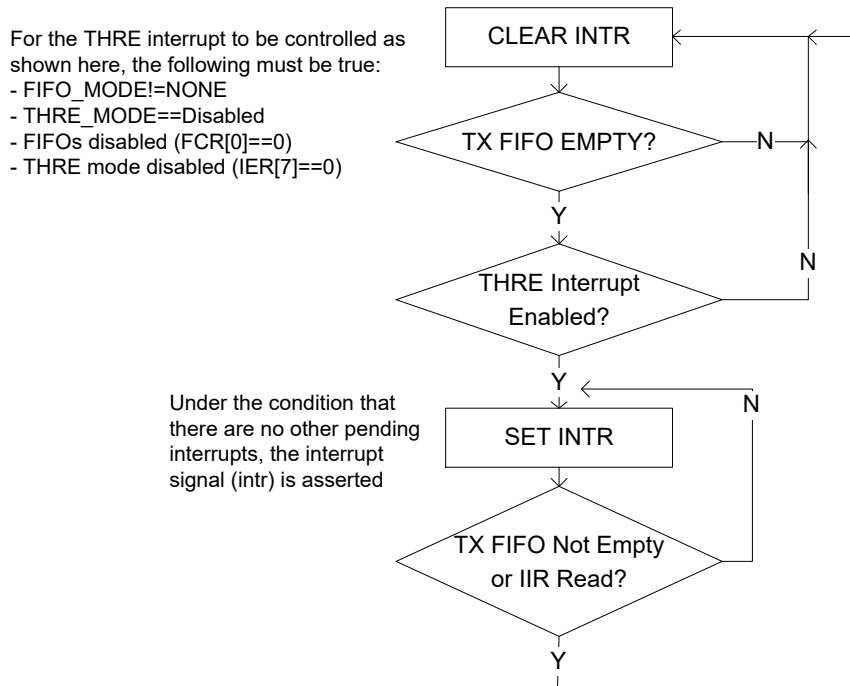 For the THRE interrupt to be controlled as
shown here, the following must be true:
- FIFO_MODE!=NONE
- THRE_MODE==Disabled
- FIFOs disabled (FCR[0]==0)
- THRE mode disabled (IER[7]==0)
CLEAR INTR
TX FIFO EMPTY?
N
Y
THRE Interrupt
Enabled?
N
Y
Under the condition that
there are no other pending
interrupts, the interrupt
signal (intr) is asserted
SET INTR
N
TX FIFO Not Empty
or IIR Read?
Y